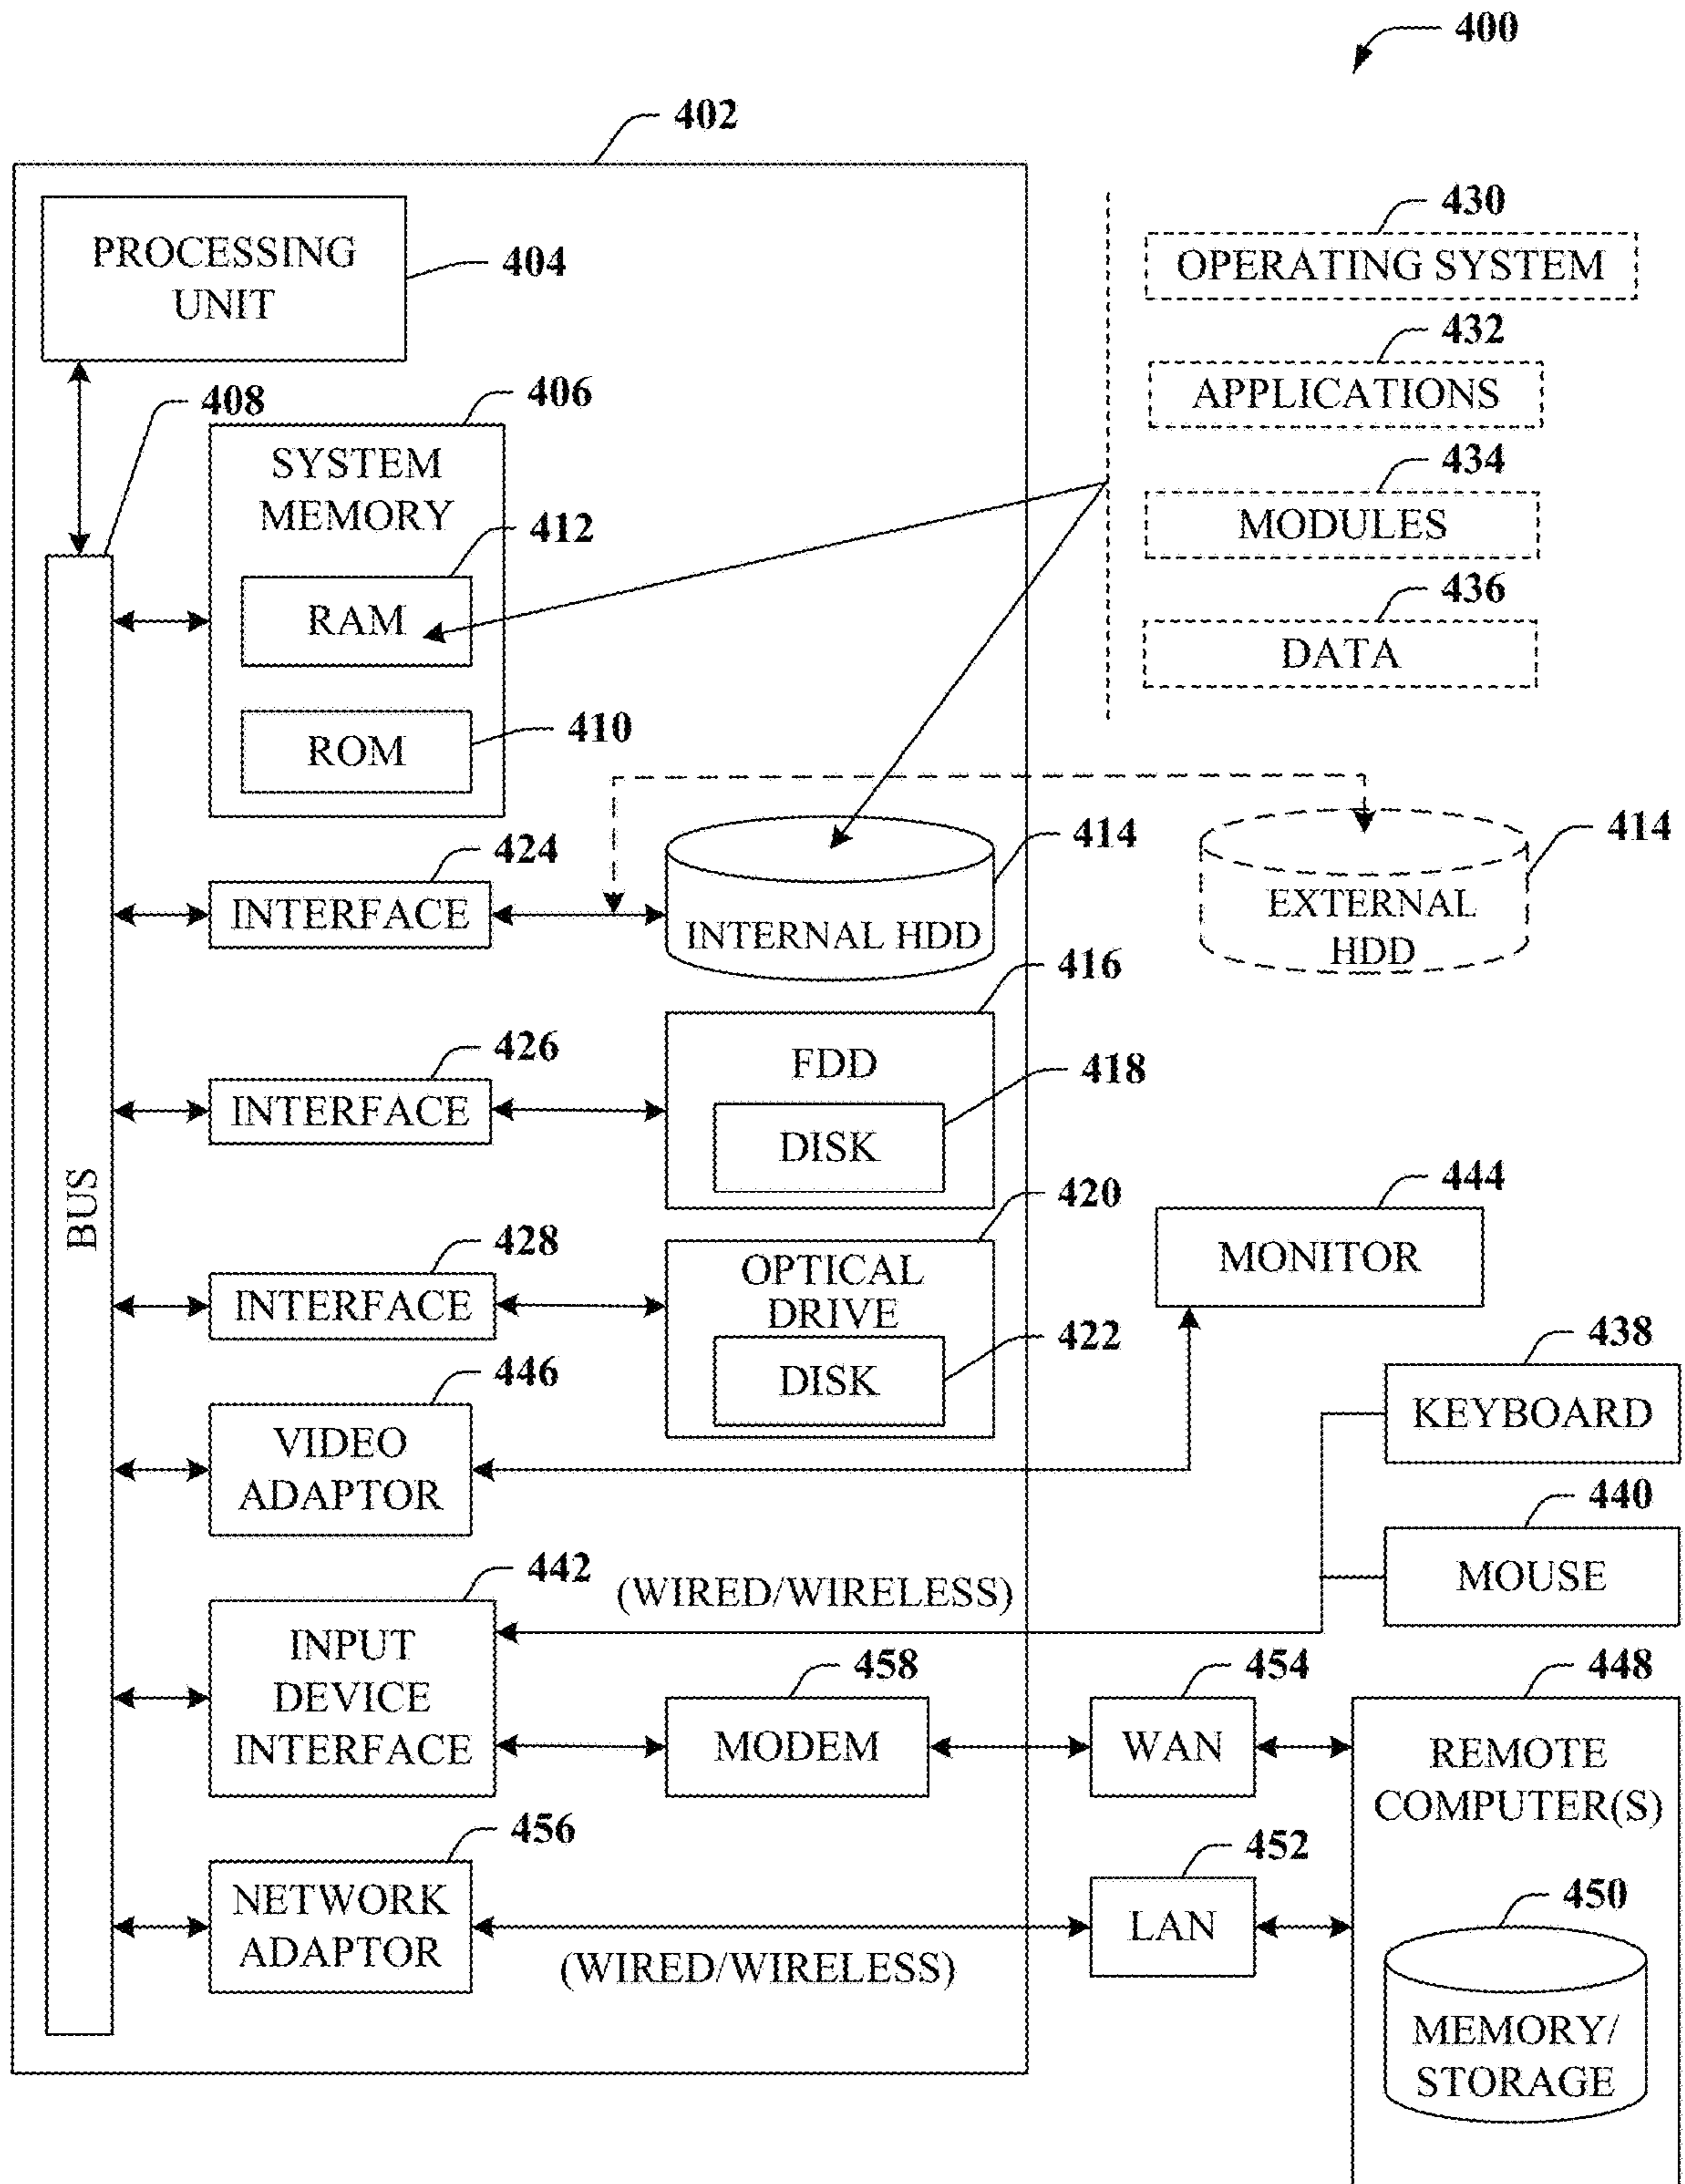 400
402
PROCESSING
UNIT
404
430
OPERATING SYSTEM
432
APPLICATIONS
434
MODULES
436
DATA
408
406
SYSTEM
MEMORY
412
RAM
410
ROM
424
INTERFACE
414
INTERNAL HDD
414
EXTERNAL
HDD
426
INTERFACE
416
FDD
418
DISK
BUS
428
INTERFACE
420
OPTICAL
DRIVE
422
DISK
444
MONITOR
446
VIDEO
ADAPTOR
438
KEYBOARD
440
MOUSE
442
(WIRED/WIRELESS)
INPUT
DEVICE
INTERFACE
458
MODEM
454
WAN
448
REMOTE
COMPUTER(S)
456
NETWORK
ADAPTOR
(WIRED/WIRELESS)
452
LAN
450
MEMORY/
STORAGE